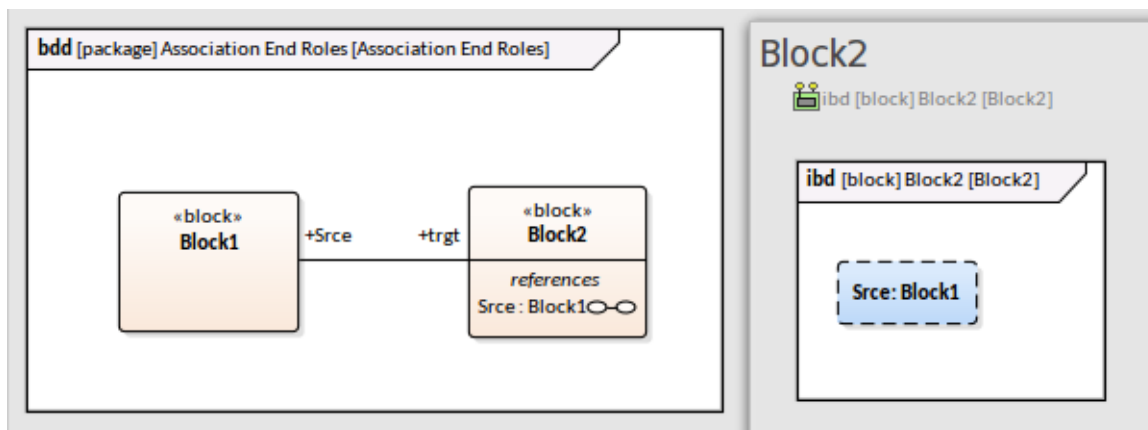 bdd [package] Association End Roles [Association End Roles]
«block»
Block1
+Srce
+trgt
«block»
Block2
references
Srce : Block1
Block2
ibd [block] Block2 [Block2]
ibd [block] Block2 [Block2]
Srce: Block1